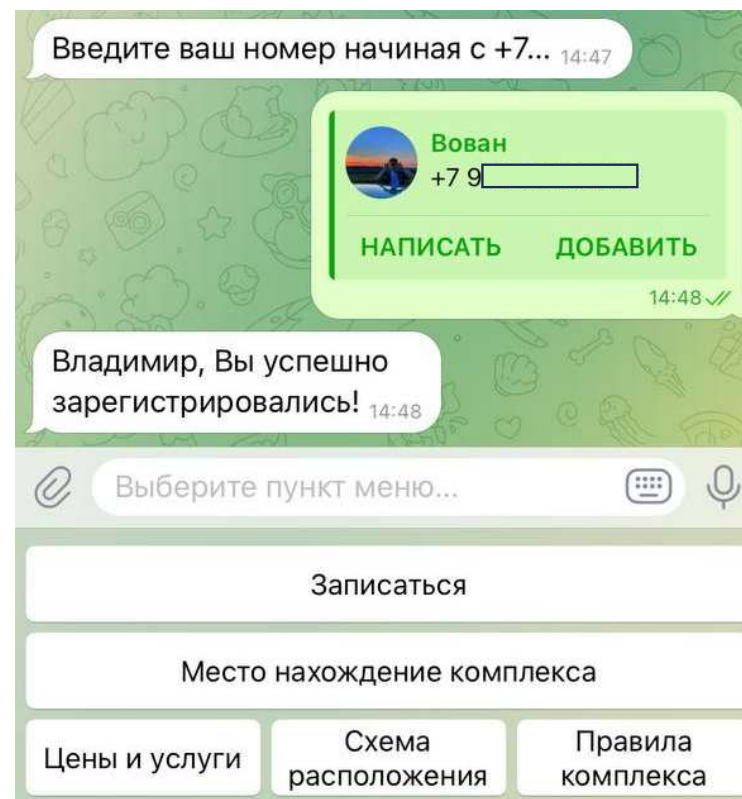 Введите ваш номер начиная с +7... 14:47
Вован
+7 9
НАПИСАТЬ ДОБАВИТЬ
14:48
Владимир, Вы успешно
зарегистрировались! 14:48
Выберите пункт меню...
Записаться
Место нахождение комплекса
Цены и услуги
Схема
расположения
Правила
комплекса